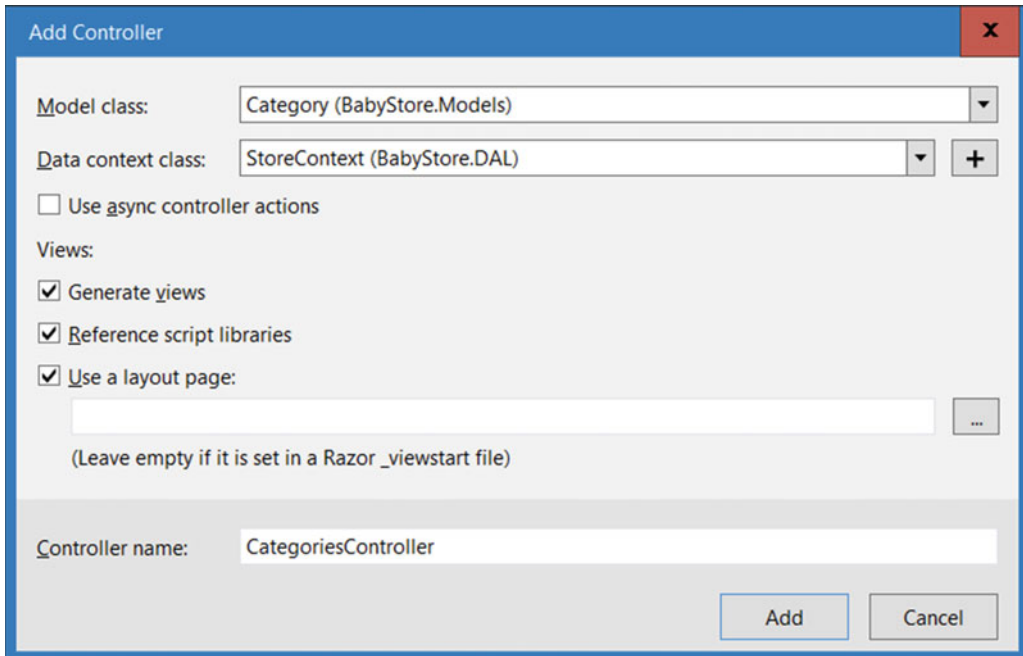 Add Controller
x
Model class:
Category (BabyStore.Models)
Data context class:
StoreContext (BabyStore.DAL)
+
Use async controller actions
Views:
Generate views
Reference script libraries
Use a layout page:
...
(Leave empty if it is set in a Razor _viewstart file)
Controller name:
CategoriesController
Add
Cancel